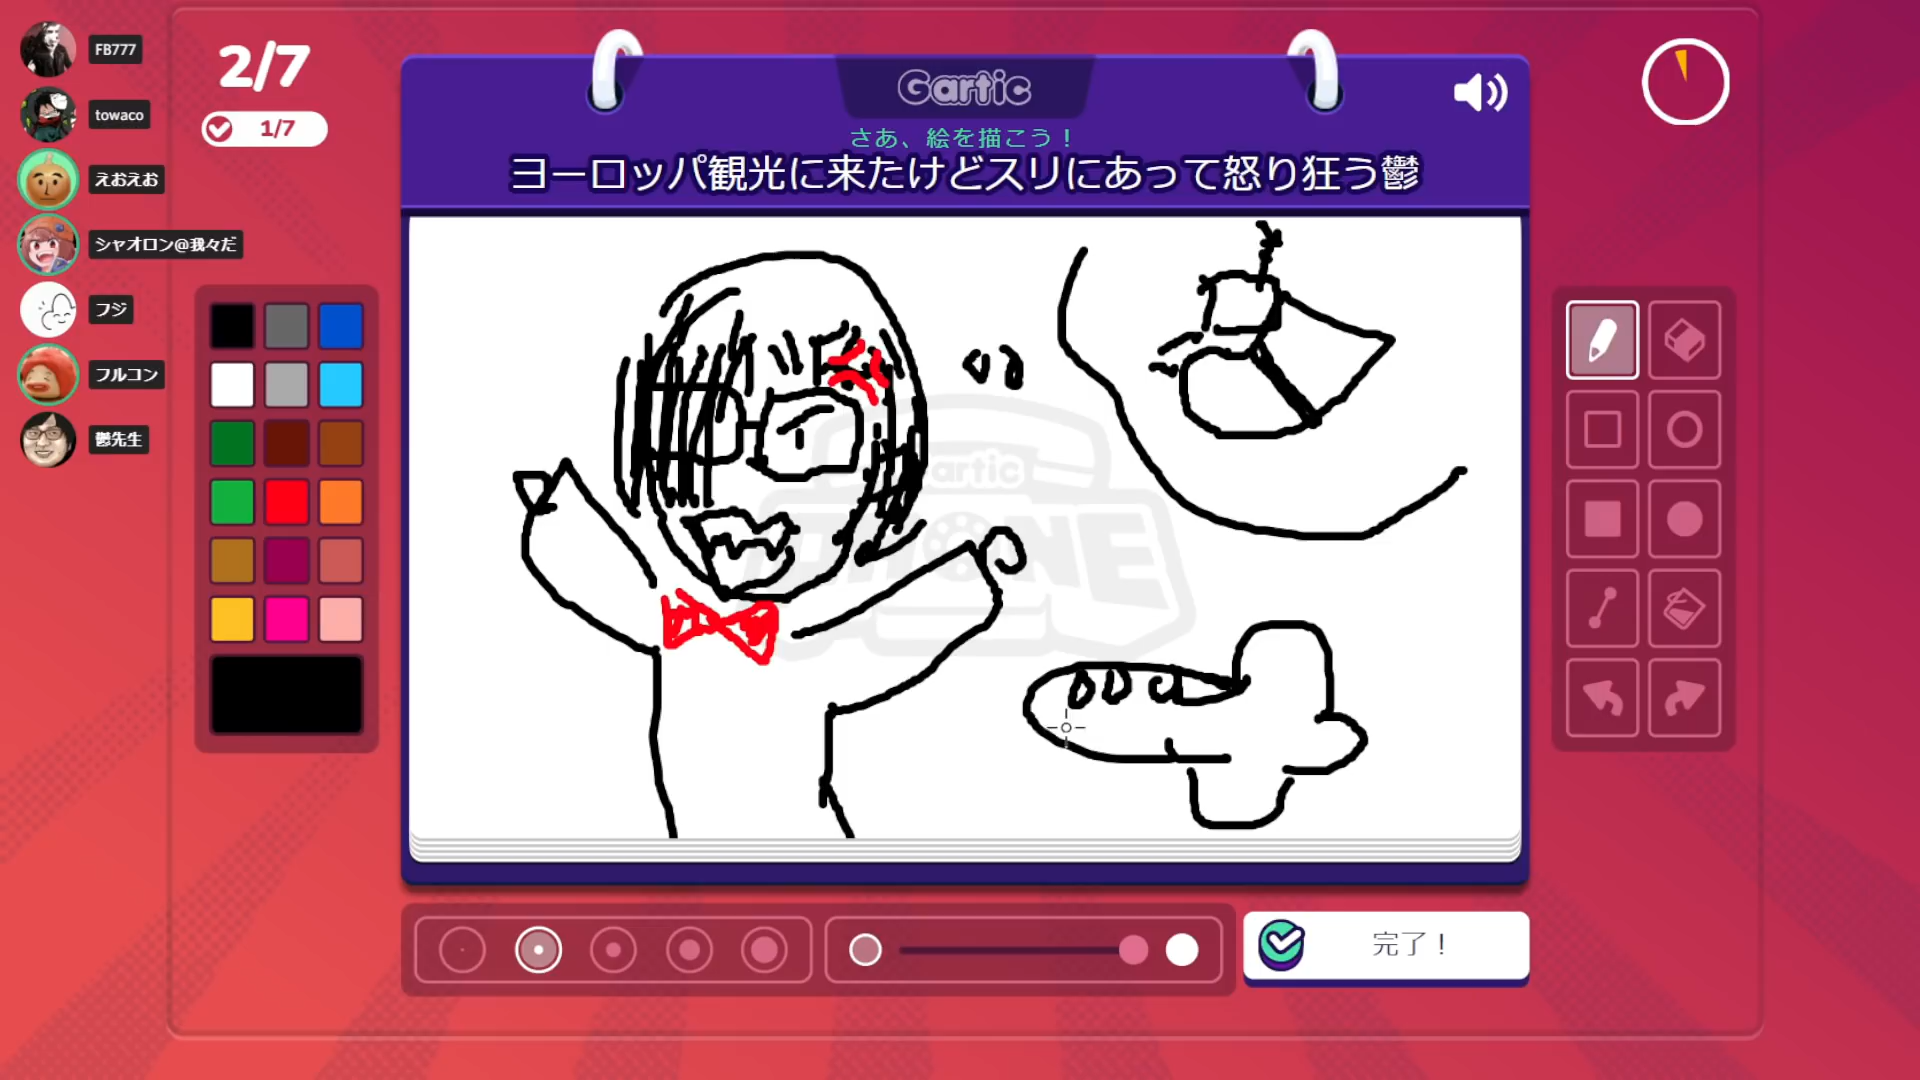 FB777
towaco
えおえお
シャオロン@我々だ
フジ
フルコン
鬱先生
2/7
1/7
Gartic
さあ、絵を描こう！
ヨーロッパ観光に来たけどスリにあって怒り狂う鬱
artic
PHONE
完了！